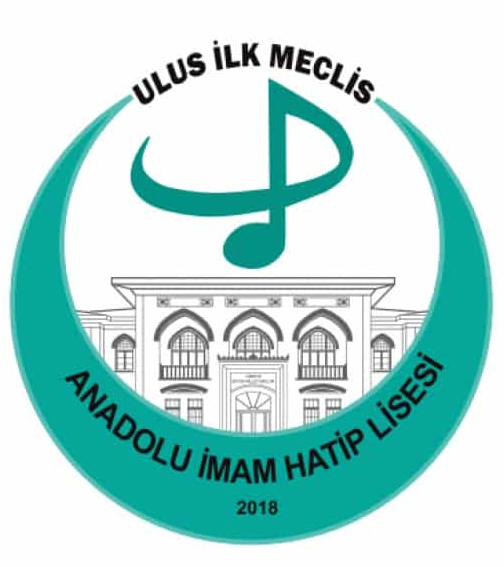 ULUS İLK MECLİS
ANADOLU İMAM HATİP LİSESİ
2018